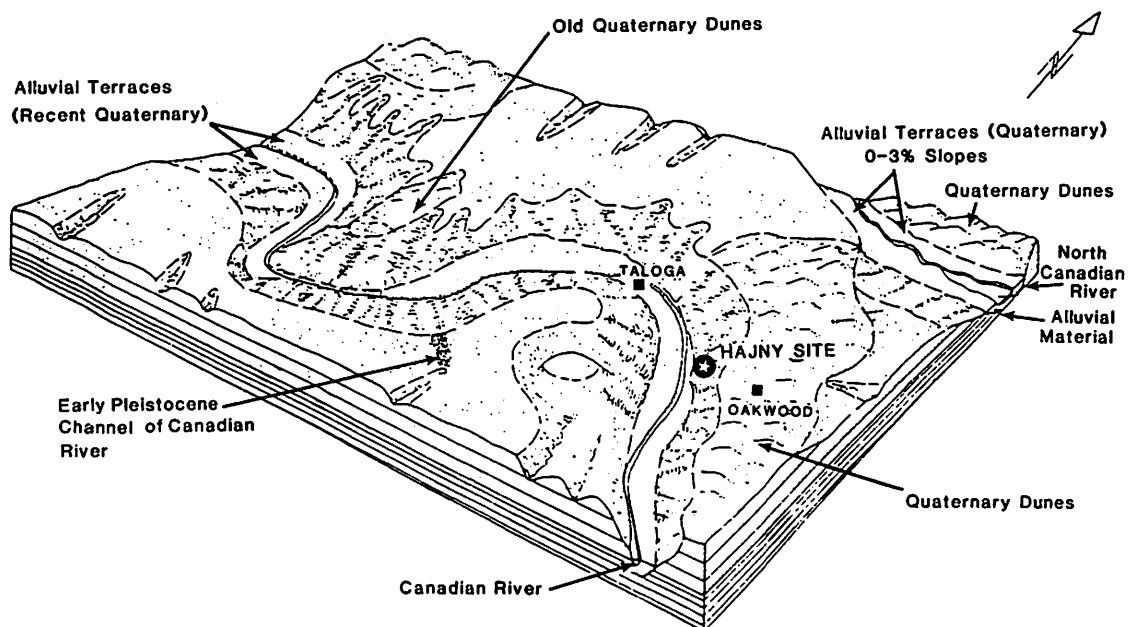 Old Quaternary Dunes
Alluvial Terraces
(Recent Quaternary)
Alluvial Terraces (Quaternary)
0-3% Slopes
Quaternary Dunes
North
Canadian
River
Alluvial
Material
TALOGA
HAJNY SITE
OAKWOOD
Early Pleistocene
Channel of Canadian
River
Quaternary Dunes
Canadian River